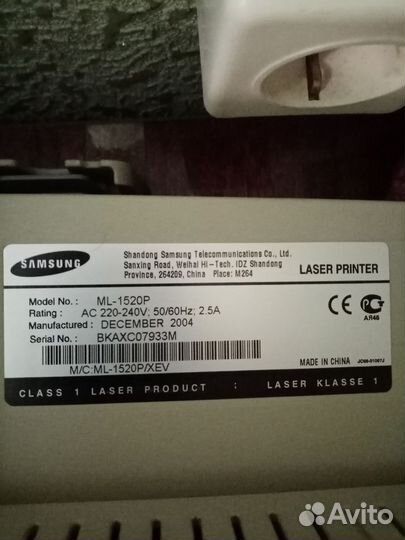 SAMSUNG
Shandong Samsung Telecommunications Co., Ltd.
Sanxing Road, Weihai Hi-Tech. IDZ Shandong
Province, 264209, China Place: M264
LASER PRINTER
Model No. : ML-1520P
Rating : AC 220-240V; 50/60Hz; 2.5A
Manufactured : DECEMBER 2004
Serial No. : BKAXC07933M
M/C:ML-1520P/XEV
CE
AR46
MADE IN CHINA
CLASS 1 LASER PRODUCT : LASER KLASSE 1
Avito